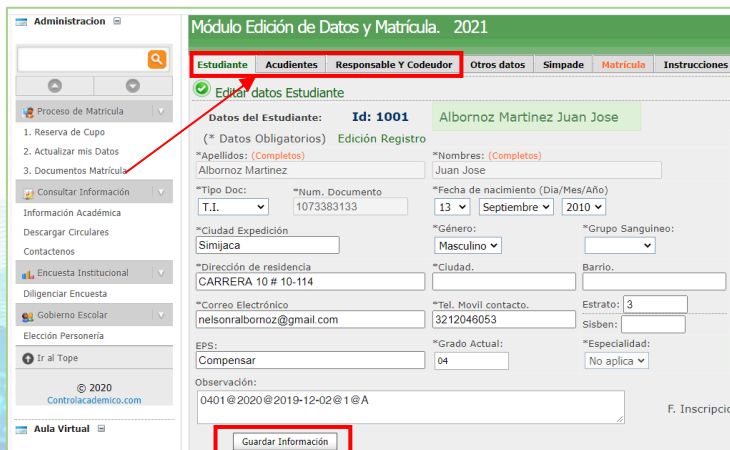 Administracion
Proceso de Matricula
1. Reserva de Cupo
2. Actualizar mis Datos
3. Documentos Matrícula
Consultar Información
Información Académica
Descargar Circulares
Contactenos
Encuesta Institucional
Diligenciar Encuesta
Gobierno Escolar
Elección Personería
Ir al Tope
© 2020
Controlacademico.com
Aula Virtual
Módulo Edición de Datos y Matrícula. 2021
Estudiante Acudientes Responsable Y Codeudor Otros datos Simpade Matrícula Instrucciones
Editar datos Estudiante
Datos del Estudiante: Id: 1001 Albornoz Martinez Juan Jose
(* Datos Obligatorios) Edición Registro
*Apellidos: (Completos) *Nombres: (Completos)
Albornoz Martinez Juan Jose
*Tipo Doc: *Num. Documento *Fecha de nacimiento (Dia/Mes/Año)
T.I. 1073383133 13 Septiembre 2010
*Ciudad Expedición *Género: *Grupo Sanguineo:
Simijaca Masculino
*Dirección de residencia *Ciudad. Barrio.
CARRERA 10 # 10-114
*Correo Electrónico *Tel. Movil contacto. Estrato: 3
nelsonralbornoz@gmail.com 3212046053 Sisben:
EPS: *Grado Actual: *Especialidad:
Compensar 04 No aplica
Observación:
0401@2020@2019-12-02@1@A
F. Inscripcio
Guardar Información